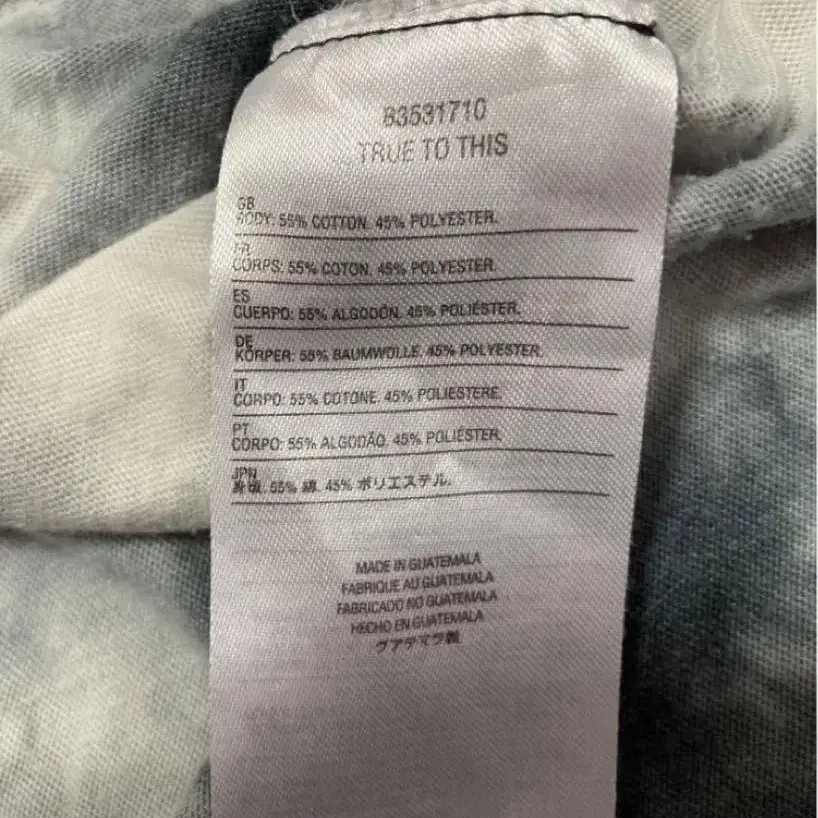 B3531710
TRUE TO THIS
GB
BODY: 55% COTTON. 45% POLYESTER.
FR
CORPS: 55% COTON. 45% POLYESTER.
ES
CUERPO: 55% ALGODÓN. 45% POLIÉSTER.
DE
KÖRPER: 55% BAUMWOLLE. 45% POLYESTER.
IT
CORPO: 55% COTONE. 45% POLIESTERE.
PT
CORPO: 55% ALGODÃO. 45% POLIÉSTER.
JPN
身頃. 55% 綿. 45% ポリエステル.
MADE IN GUATEMALA
FABRIQUE AU GUATEMALA
FABRICADO NO GUATEMALA
HECHO EN GUATEMALA
グアテマラ製